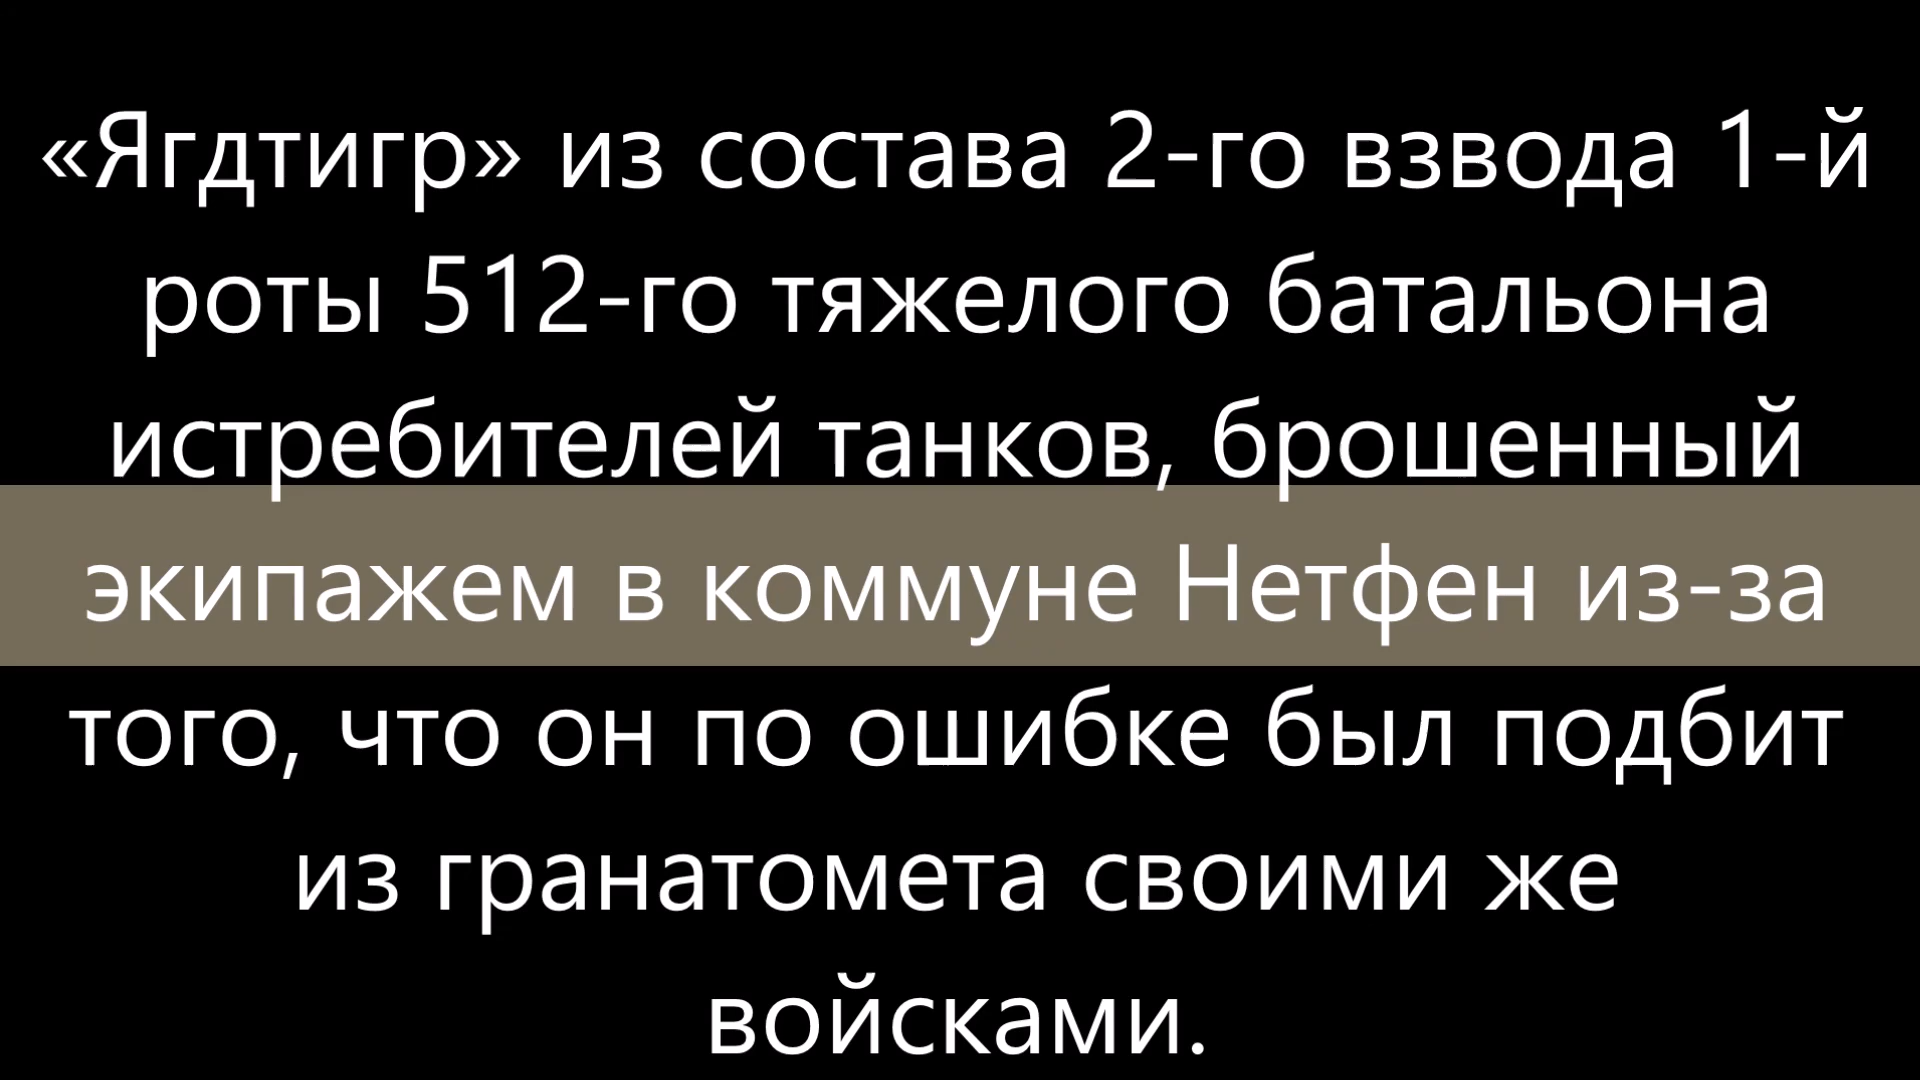 «Ягдтигр» из состава 2-го взвода 1-й
роты 512-го тяжелого батальона
истребителей танков, брошенный
экипажем в коммуне Нетфен из-за
того, что он по ошибке был подбит
из гранатомета своими же
войсками.